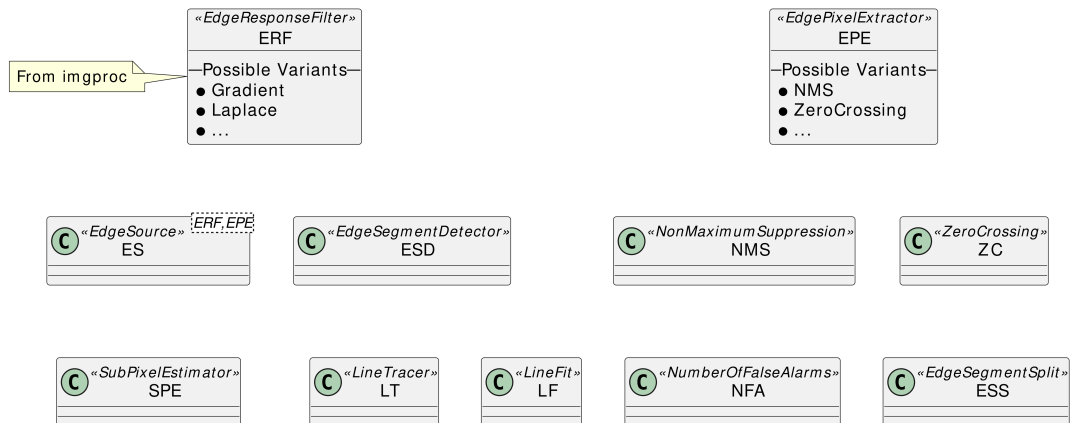 «EdgeResponseFilter»
ERF
Possible Variants
Gradient
Laplace
...
From imgproc
«EdgePixelExtractor»
EPE
Possible Variants
NMS
ZeroCrossing
...
C «EdgeSource»
ES
ERF,EPE
C «EdgeSegmentDetector»
ESD
C «NonMaximumSuppression»
NMS
C «ZeroCrossing»
ZC
C «SubPixelEstimator»
SPE
C «LineTracer»
LT
C «LineFit»
LF
C «NumberOfFalseAlarms»
NFA
C «EdgeSegmentSplit»
ESS